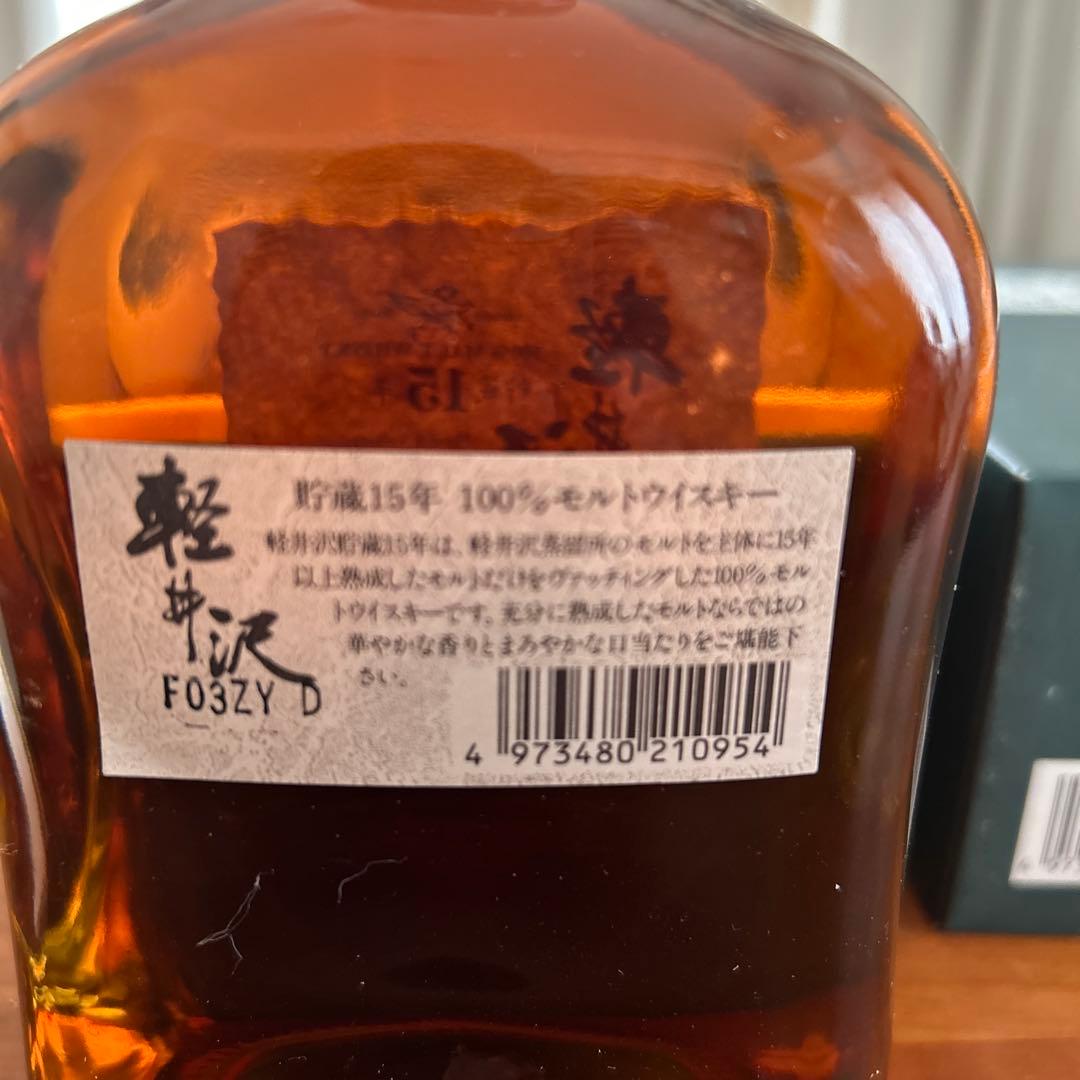 軽井沢
貯蔵15年 100%モルトウイスキー
軽井沢貯蔵15年は、軽井沢蒸溜所のモルトを主体に15年
以上熟成したモルトだけをヴァッティングした100%モル
トウイスキーです。充分に熟成したモルトならではの
華やかな香りとまろやかな口当たりをご堪能下
さい。
F03ZY D
4 973480 210954
15
軽井沢